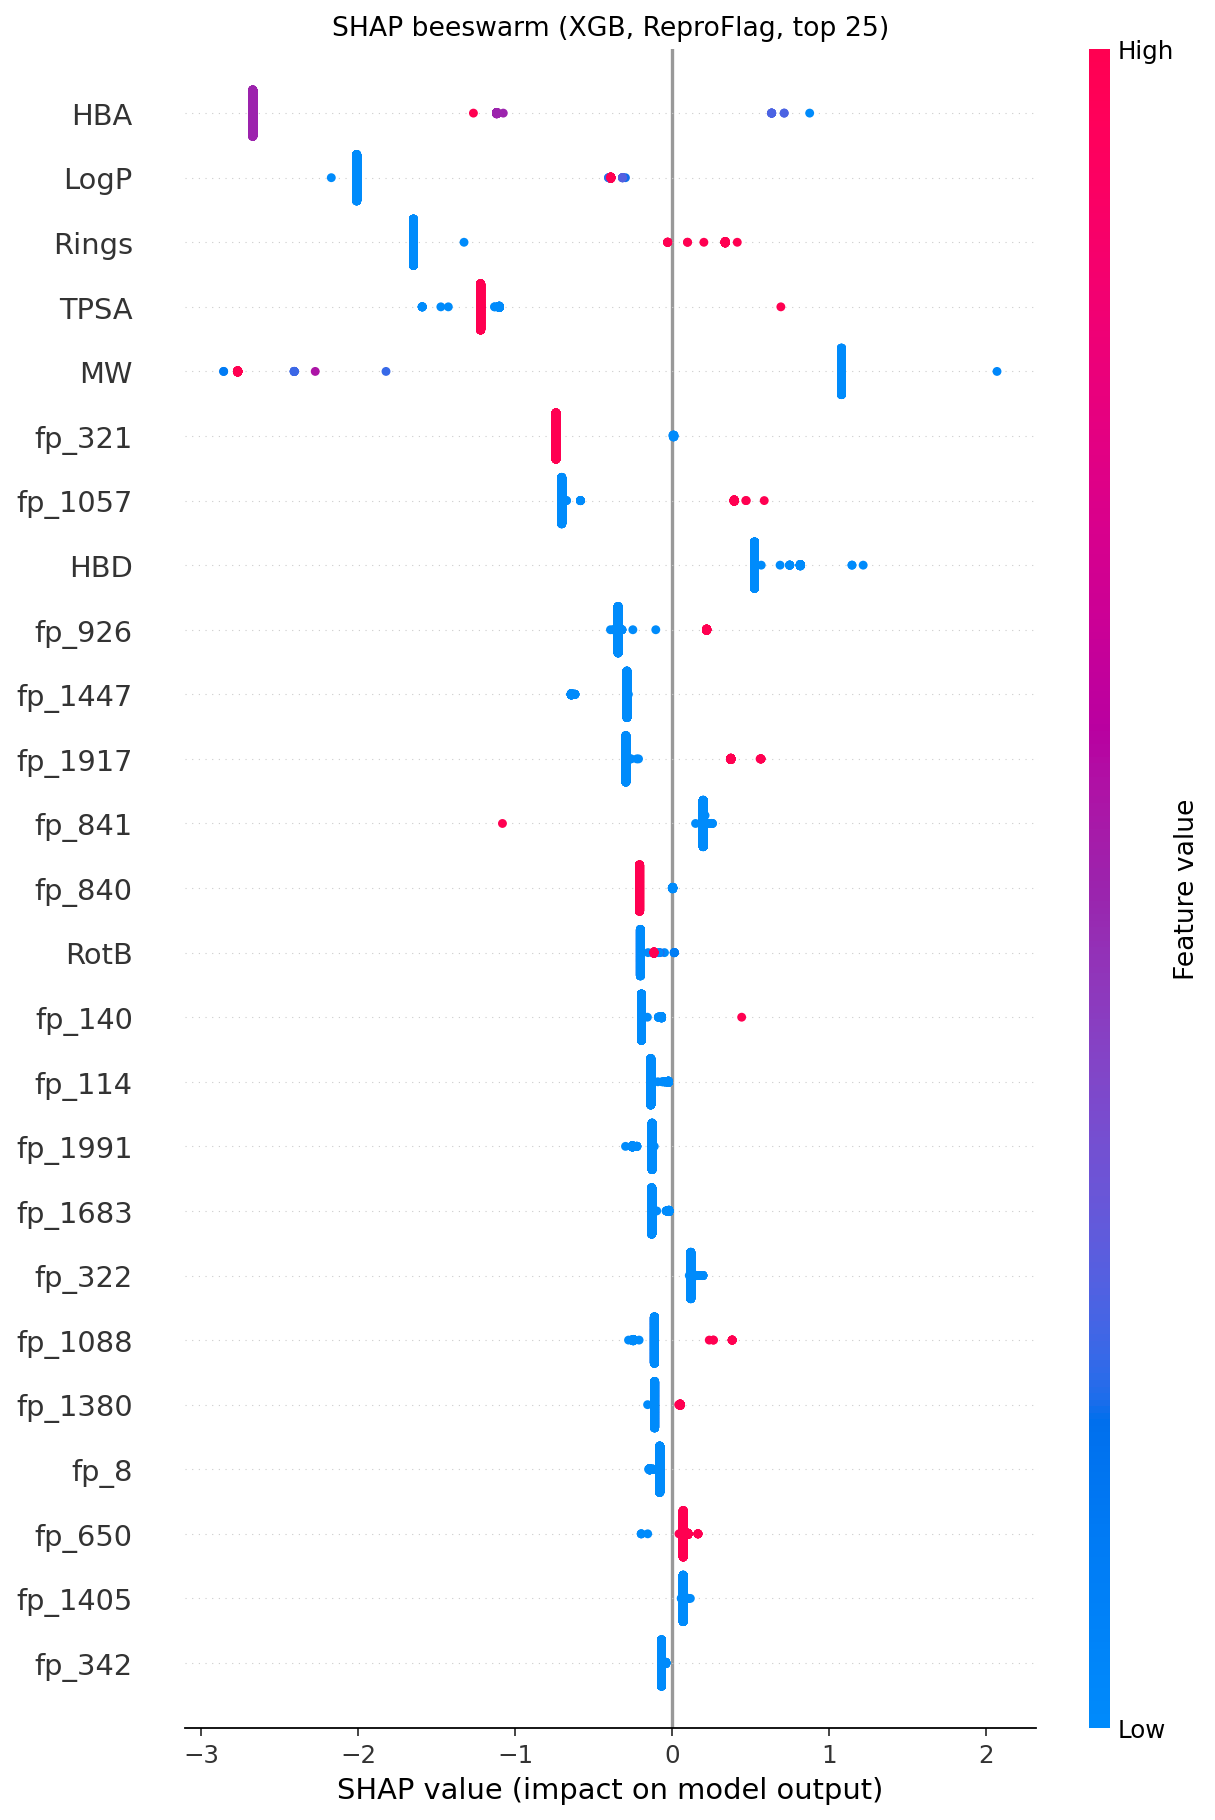 SHAP beeswarm (XGB, ReproFlag, top 25)
High
HBA
LogP
Rings
TPSA
MW
fp_321
fp_1057
HBD
fp_926
fp_1447
fp_1917
fp_841
fp_840
RotB
fp_140
fp_114
fp_1991
fp_1683
fp_322
fp_1088
fp_1380
fp_8
fp_650
fp_1405
fp_342
Feature value
Low
−3 −2 −1 0 1 2
SHAP value (impact on model output)